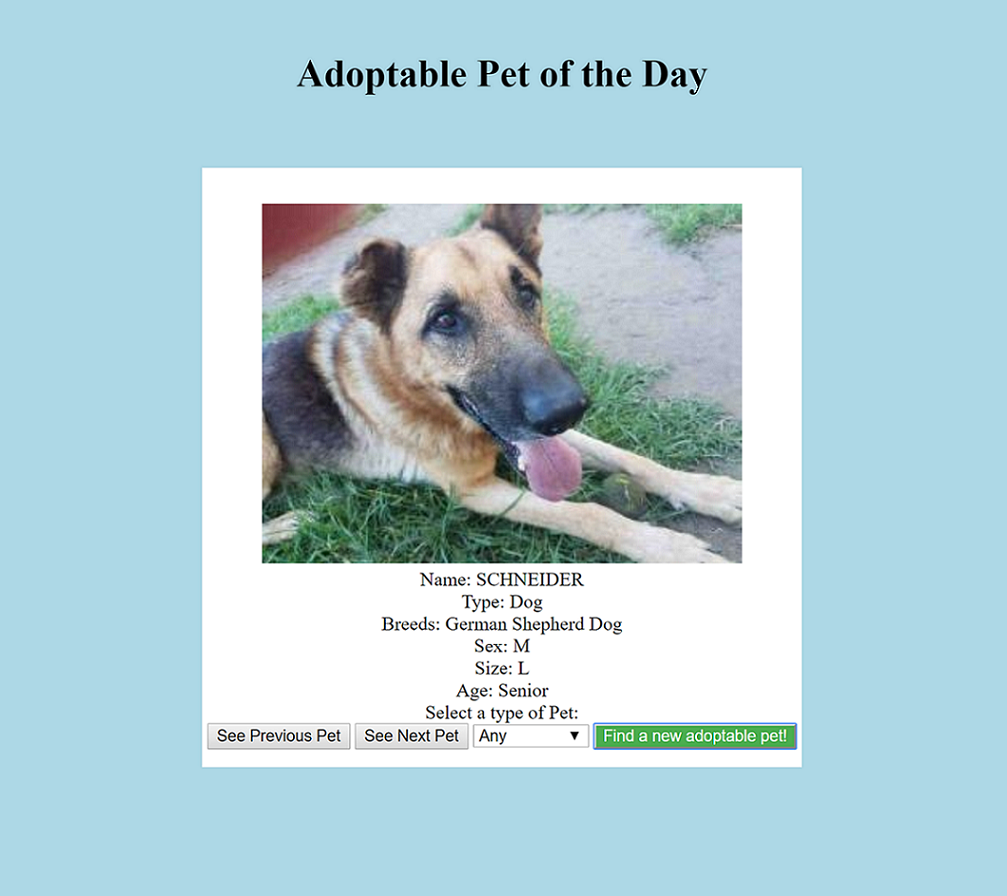 Adoptable Pet of the Day
Name: SCHNEIDER
Type: Dog
Breeds: German Shepherd Dog
Sex: M
Size: L
Age: Senior
Select a type of Pet:
See Previous Pet See Next Pet Any Find a new adoptable pet!